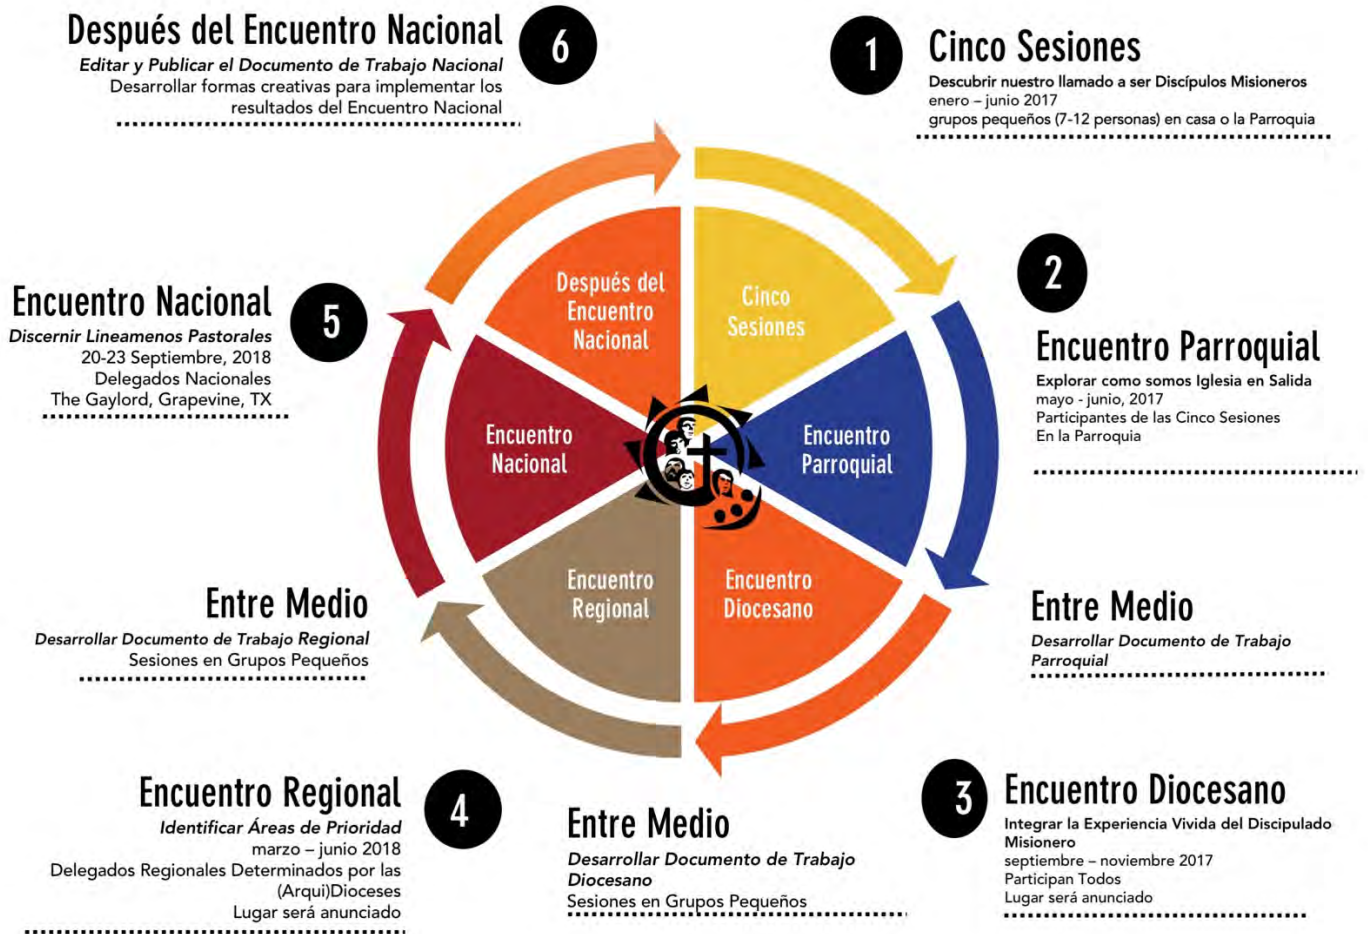 Después del Encuentro Nacional
Editar y Publicar el Documento de Trabajo Nacional
Desarrollar formas creativas para implementar los
resultados del Encuentro Nacional
6
1
Cinco Sesiones
Descubrir nuestro llamado a ser Discípulos Misioneros
enero – junio 2017
grupos pequeños (7-12 personas) en casa o la Parroquia
2
Encuentro Parroquial
Explorar como somos Iglesia en Salida
mayo - junio, 2017
Participantes de las Cinco Sesiones
En la Parroquia
Entre Medio
Desarrollar Documento de Trabajo
Parroquial
3
Encuentro Diocesano
Integrar la Experiencia Vivida del Discipulado
Misionero
septiembre – noviembre 2017
Participan Todos
Lugar será anunciado
Entre Medio
Desarrollar Documento de Trabajo
Diocesano
Sesiones en Grupos Pequeños
4
Encuentro Regional
Identificar Áreas de Prioridad
marzo – junio 2018
Delegados Regionales Determinados por las
(Arqui)Dioceses
Lugar será anunciado
Entre Medio
Desarrollar Documento de Trabajo Regional
Sesiones en Grupos Pequeños
5
Encuentro Nacional
Discernir Lineamenos Pastorales
20-23 Septiembre, 2018
Delegados Nacionales
The Gaylord, Grapevine, TX
Después del
Encuentro
Nacional
Cinco
Sesiones
Encuentro
Parroquial
Encuentro
Diocesano
Encuentro
Regional
Encuentro
Nacional